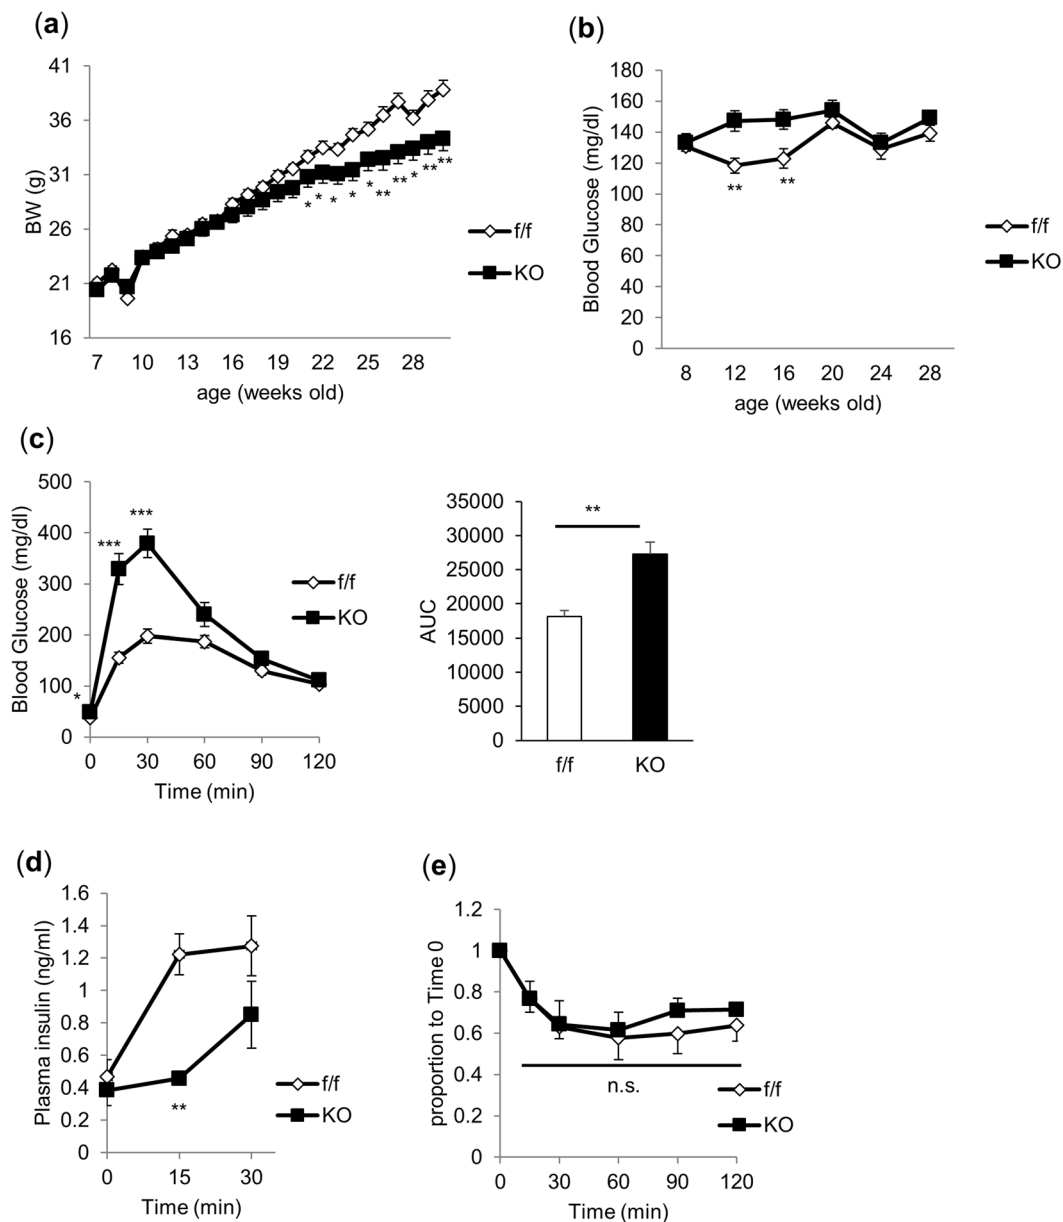 (a)
41
36
31
26
21
16
BW (g)
* * * * * ** ** * ** **
f/f
KO
7 10 13 16 19 22 25 28
age (weeks old)
(b)
180
160
140
120
100
80
60
40
20
0
Blood Glucose (mg/dl)
** **
f/f
KO
8 12 16 20 24 28
age (weeks old)
(c)
500
400
300
200
100
0
Blood Glucose (mg/dl)
* *** ***
f/f
KO
0 30 60 90 120
Time (min)
35000
30000
25000
20000
15000
10000
5000
0
AUC
**
f/f KO
(d)
1.6
1.4
1.2
1
0.8
0.6
0.4
0.2
0
Plasma insulin (ng/ml)
**
f/f
KO
0 15 30
Time (min)
(e)
1.2
1
0.8
0.6
0.4
0.2
0
proportion to Time 0
n.s.
f/f
KO
0 30 60 90 120
Time (min)